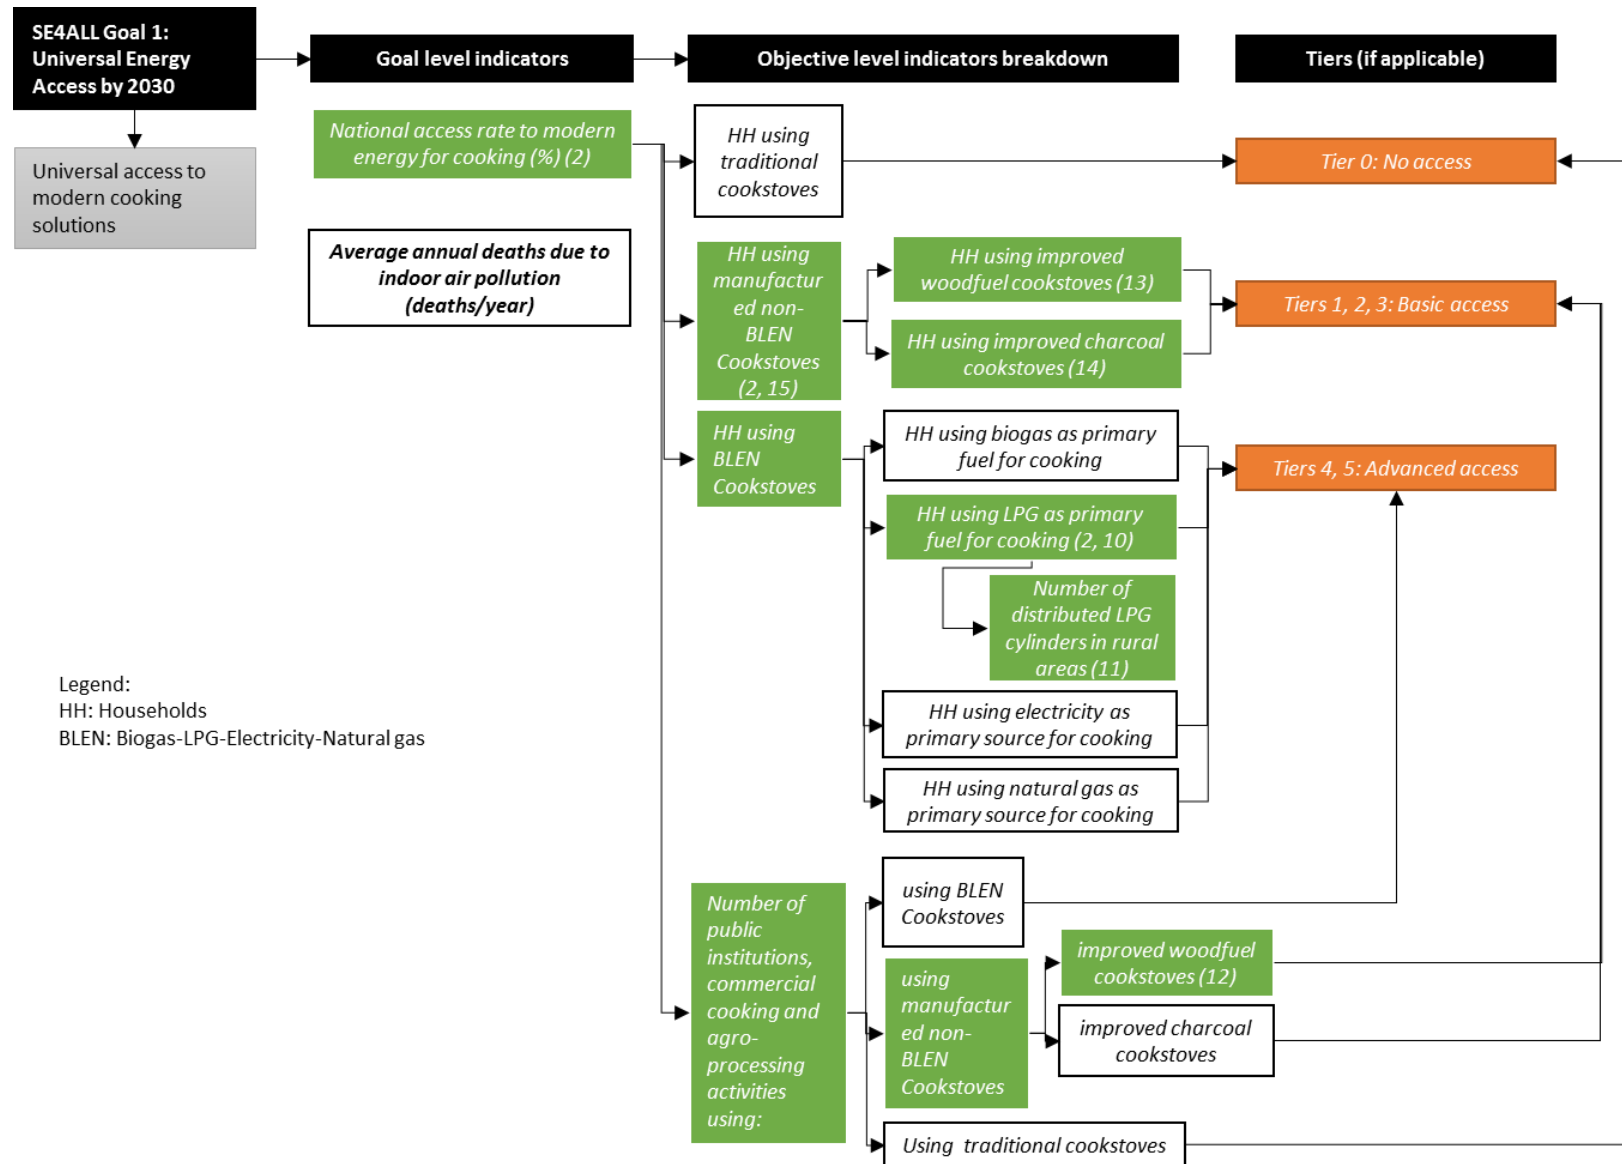 SE4ALL Goal 1:
Universal Energy
Access by 2030
Goal level indicators
Objective level indicators breakdown
Tiers (if applicable)
Universal access to
modern cooking
solutions
National access rate to modern
energy for cooking (%) (2)
Average annual deaths due to
indoor air pollution
(deaths/year)
HH using
traditional
cookstoves
Tier 0: No access
HH using
manufactur
ed non-
BLEN
Cookstoves
(2, 15)
HH using improved
woodfuel cookstoves (13)
HH using improved charcoal
cookstoves (14)
Tiers 1, 2, 3: Basic access
HH using
BLEN
Cookstoves
HH using biogas as primary
fuel for cooking
HH using LPG as primary
fuel for cooking (2, 10)
Number of
distributed LPG
cylinders in rural
areas (11)
HH using electricity as
primary source for cooking
HH using natural gas as
primary source for cooking
Tiers 4, 5: Advanced access
Legend:
HH: Households
BLEN: Biogas-LPG-Electricity-Natural gas
Number of
public
institutions,
commercial
cooking and
agro-
processing
activities
using:
using BLEN
Cookstoves
using
manufactur
ed non-
BLEN
Cookstoves
improved woodfuel
cookstoves (12)
improved charcoal
cookstoves
Using traditional cookstoves